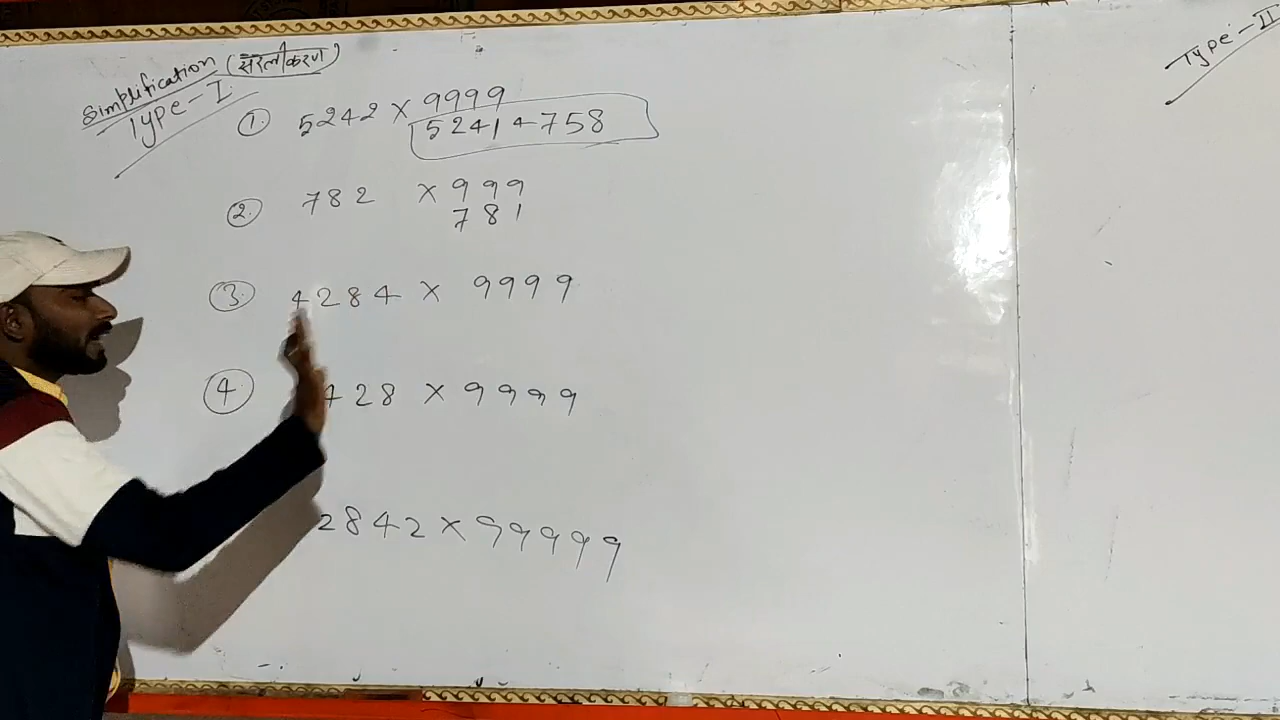 Simplification (सरलीकरण)
Type-I
Type-II
①. 5242 × 9999
52414758
②. 782 × 999
781
③. 4284 × 9999
④ 428 × 9999
2842 × 99999